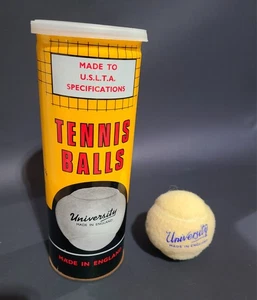 MADE TO
U.S.L.T.A.
SPECIFICATIONS
TENNIS
BALLS
University
MADE IN ENGLAND
MADE IN ENGLAND
University
MADE IN ENGLAND